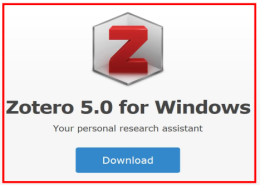 Z
Zotero 5.0 for Windows
Your personal research assistant
Download